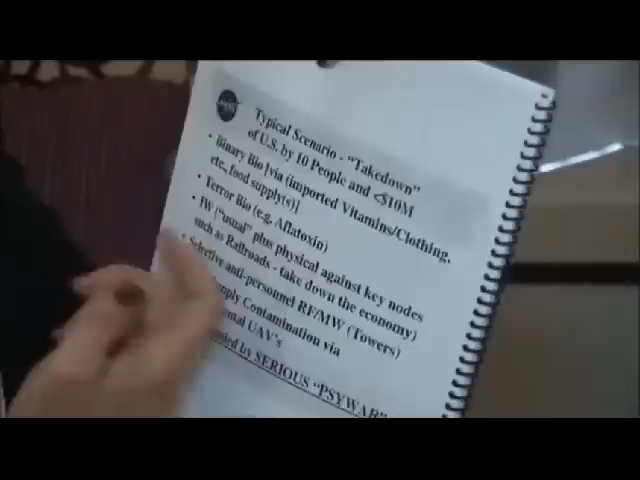 NASA
Typical Scenario - "Takedown"
of U.S. by 10 People and <$10M
• Binary Bio [via (imported Vitamins/Clothing,
etc., food supply(s)]
• Terror Bio (e.g. Aflatoxin)
• IW ("usual" plus physical against key nodes
such as Railroads - take down the economy)
• Selective anti-personnel RF/MW (Towers)
Contamination via
UAV's
by SERIOUS "PSYWAR"